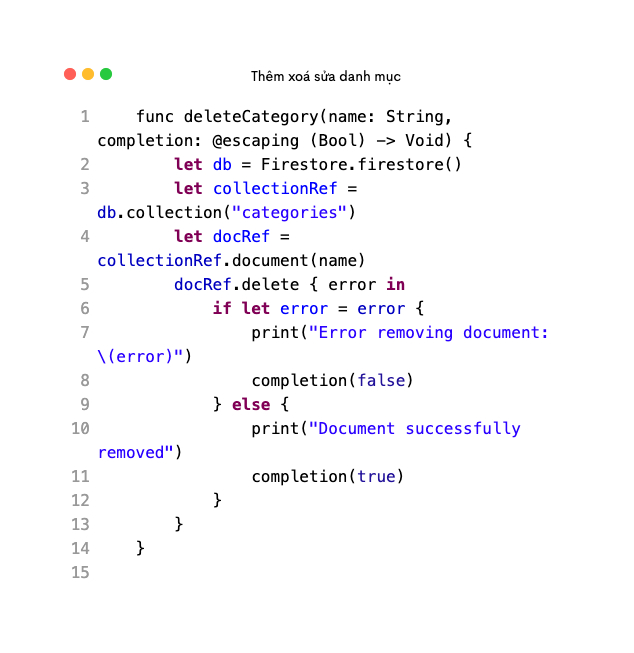 Thêm xoá sửa danh mục
1     func deleteCategory(name: String,
completion: @escaping (Bool) -> Void) {
2         let db = Firestore.firestore()
3         let collectionRef =
db.collection("categories")
4         let docRef =
collectionRef.document(name)
5         docRef.delete { error in
6             if let error = error {
7                 print("Error removing document:
\(error)")
8                 completion(false)
9             } else {
10                 print("Document successfully
removed")
11                 completion(true)
12             }
13         }
14     }
15